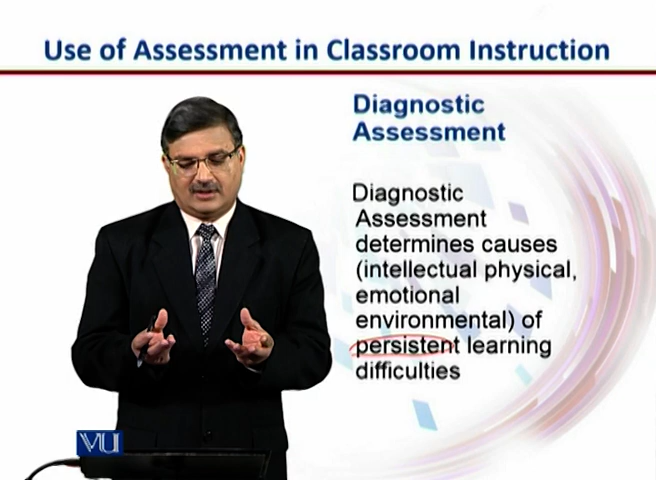 Use of Assessment in Classroom Instruction
Diagnostic
Assessment
Diagnostic
Assessment
determines causes
(intellectual physical,
emotional
environmental) of
persistent learning
difficulties
VU